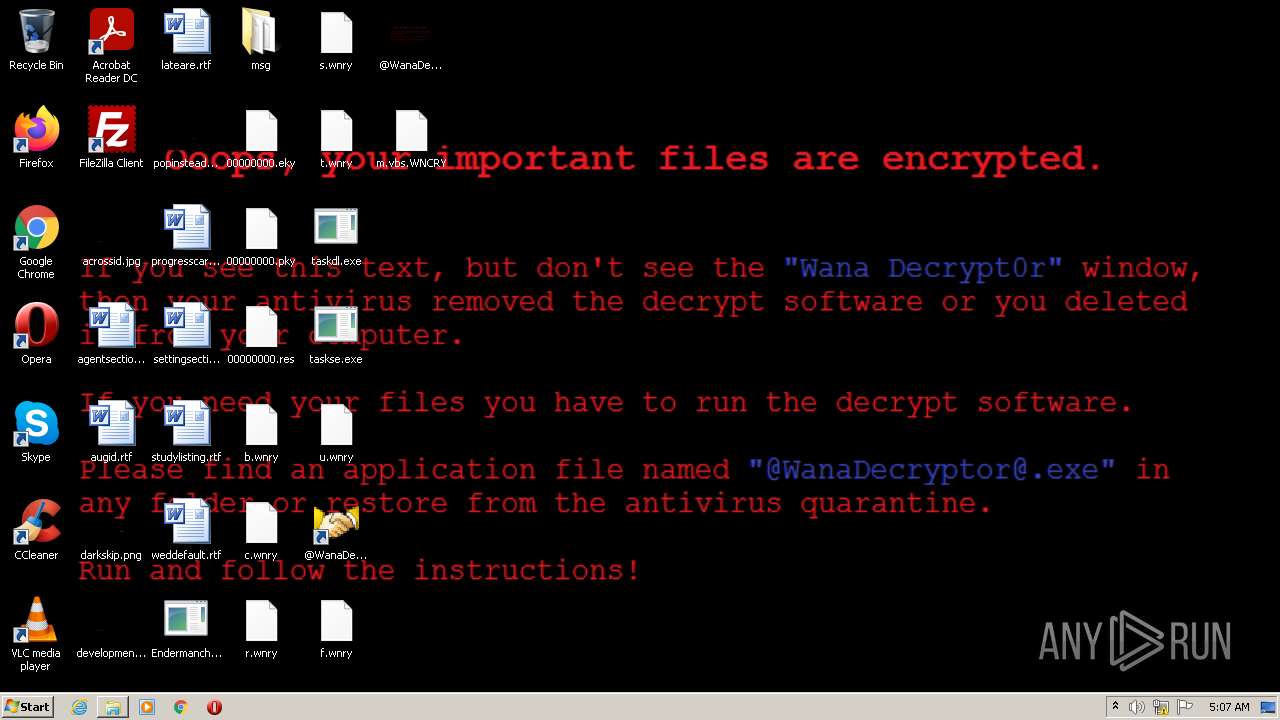 Recycle Bin
Acrobat Reader DC
lateare.rtf
msg
s.wnry
@WanaDe...
Firefox
FileZilla Client
popinstead...
00000000.eky
t.wnry
m.vbs.WNCRY
Google Chrome
acrossid.jpg
progresscar...
00000000.pky
taskdl.exe
Opera
agentsectio...
settingsecti...
00000000.res
taskse.exe
Skype
augid.rtf
studylisting.rtf
b.wnry
u.wnry
CCleaner
darkskip.png
weddefault.rtf
c.wnry
@WanaDe...
VLC media player
developmen...
Endermanch...
r.wnry
f.wnry
Ooops, your important files are encrypted.
If you see this text, but don't see the "Wana Decrypt0r" window,
then your antivirus removed the decrypt software or you deleted
it from your computer.
If you need your files you have to run the decrypt software.
Please find an application file named "@WanaDecryptor@.exe" in
any folder or restore from the antivirus quarantine.
Run and follow the instructions!
ANY RUN
Start
5:07 AM